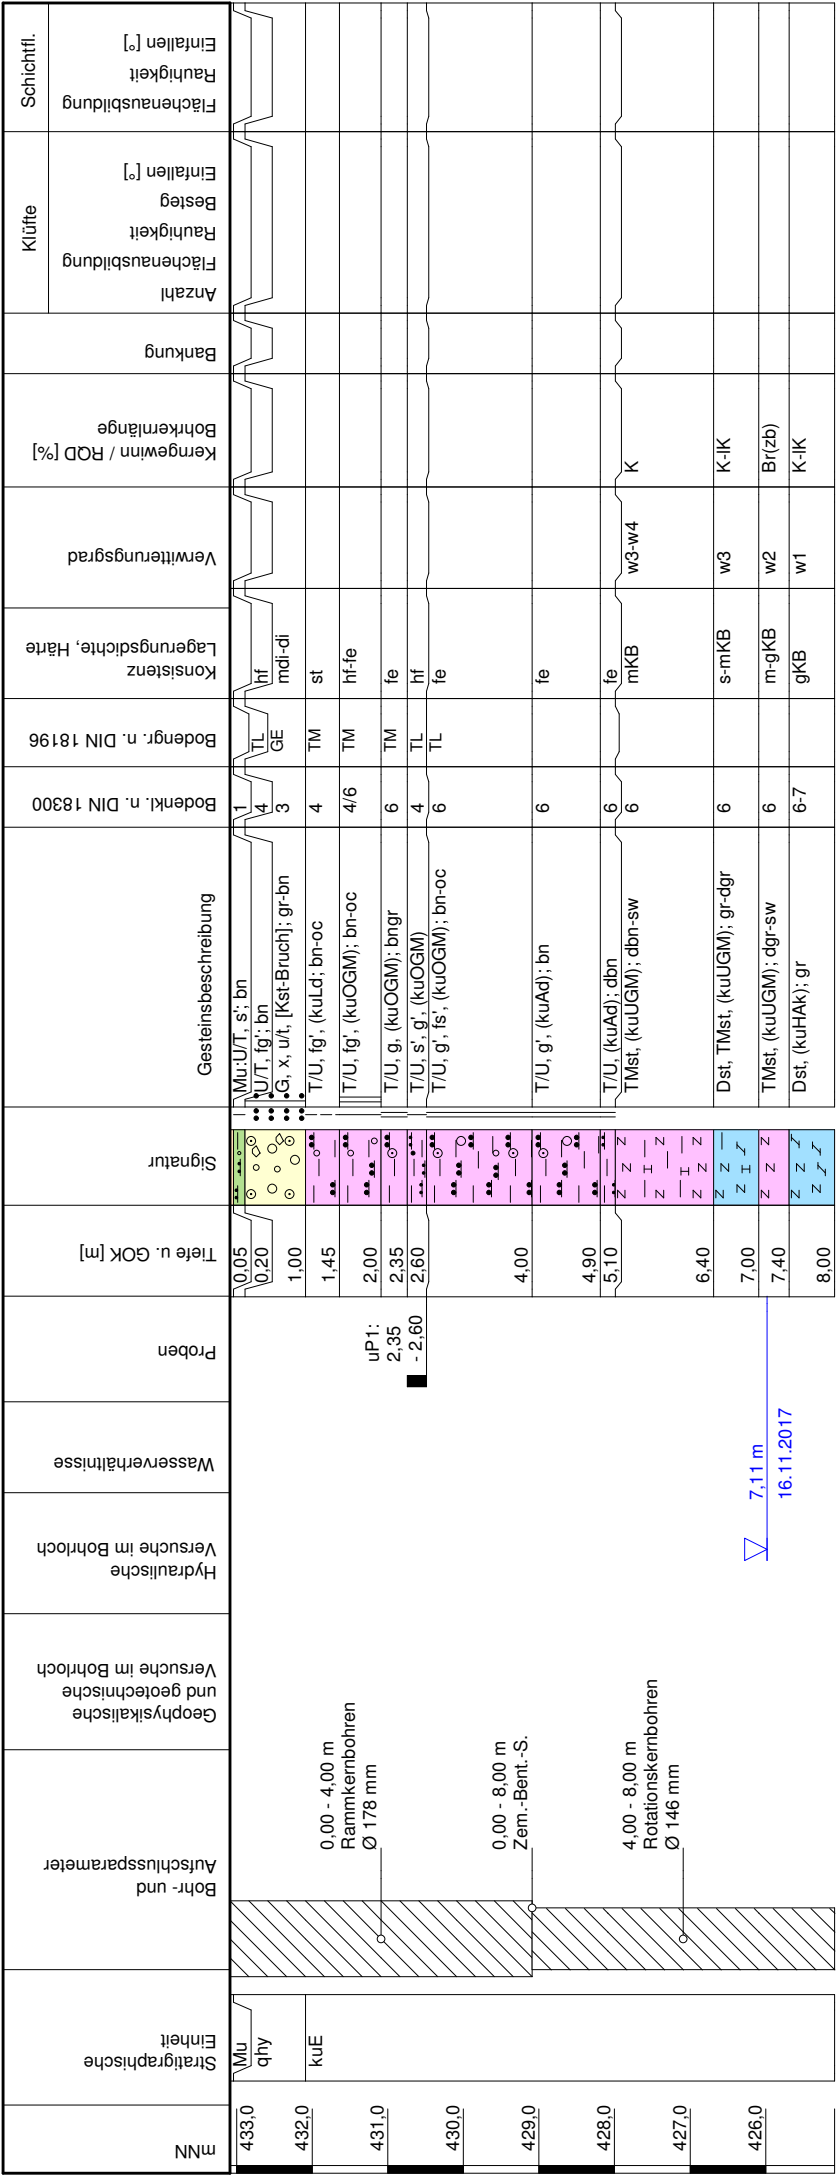 mNN
Stratigraphische
Einheit
Bohr- und
Aufschlussparameter
Geophysikalische
und geotechnische
Versuche im Bohrloch
Hydraulische
Versuche im Bohrloch
Wasserverhältnisse
Proben
Tiefe u. GOK [m]
Signatur
Gesteinsbeschreibung
Bodenkl. n. DIN 18300
Bodengr. n. DIN 18196
Konsistenz
Lagerungsdichte, Härte
Verwitterungsgrad
Kerngewinn / RQD [%]
Bohrkernlänge
Bankung
Klüfte
Anzahl
Flächenausbildung
Rauhigkeit
Besteg
Einfallen [°]
Schichtfl.
Flächenausbildung
Rauhigkeit
Einfallen [°]
433,0
432,0
431,0
430,0
429,0
428,0
427,0
426,0
Mu
qhy
kuE
0,00 - 4,00 m
Rammkernbohren
Ø 178 mm
0,00 - 8,00 m
Zem.-Bent.-S.
4,00 - 8,00 m
Rotationskernbohren
Ø 146 mm
7,11 m
16.11.2017
uP1:
2,35
- 2,60
0,05 Mu:U/T, s'; bn 1
0,20 U/T, fg'; bn 4 TL hf
1,00 G, x, u/t, [Kst-Bruch]; gr-bn 3 GE mdi-di
1,45 T/U, fg', (kuLd; bn-oc 4 TM st
2,00 T/U, fg', (kuOGM); bn-oc 4/6 TM hf-fe
2,35 T/U, g, (kuOGM); bngr 6 TM fe
2,60 T/U, s', g', (kuOGM) 4 TL hf
4,00 T/U, g', fs', (kuOGM); bn-oc 6 TL fe
4,90 T/U, g', (kuAd); bn 6 fe
5,10 T/U, (kuAd); dbn 6 fe
6,40 TMst, (kuUGM); dbn-sw 6 mKB w3-w4 K
7,00 Dst, TMst, (kuUGM); gr-dgr 6 s-mKB w3 K-lK
7,40 TMst, (kuUGM); dgr-sw 6 m-gKB w2 Br(zb)
8,00 Dst, (kuHAk); gr 6-7 gKB w1 K-lK